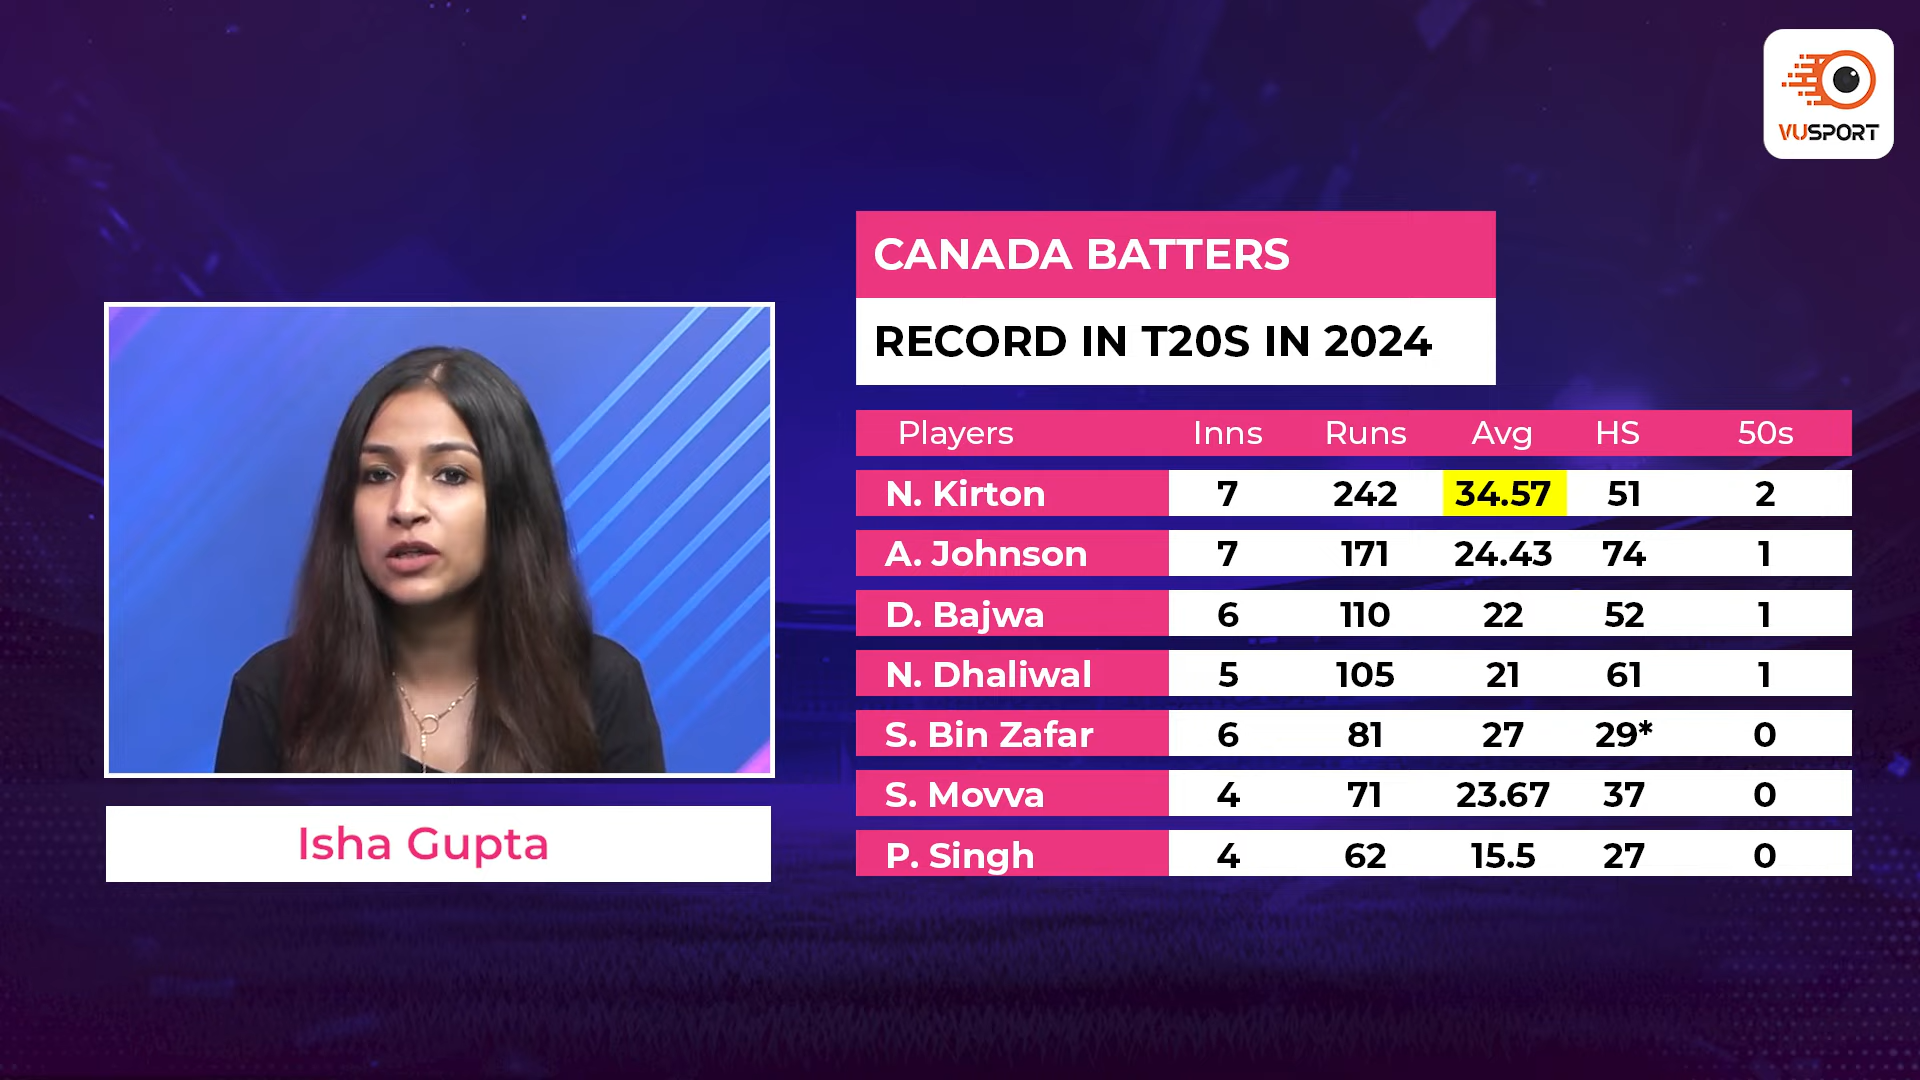 VUSPORT
CANADA BATTERS
RECORD IN T20S IN 2024
Players Inns Runs Avg HS 50s
N. Kirton 7 242 34.57 51 2
A. Johnson 7 171 24.43 74 1
D. Bajwa 6 110 22 52 1
N. Dhaliwal 5 105 21 61 1
S. Bin Zafar 6 81 27 29* 0
S. Movva 4 71 23.67 37 0
P. Singh 4 62 15.5 27 0
Isha Gupta